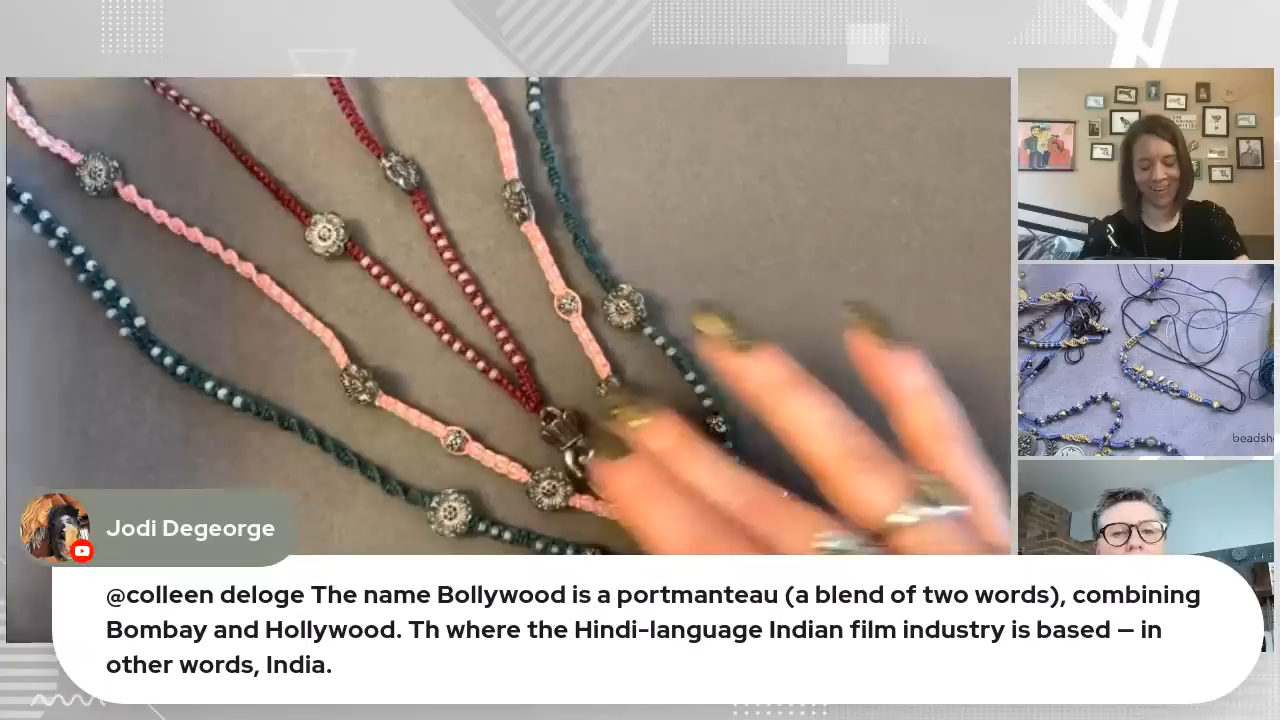 beadsh
Jodi Degeorge
@colleen deloge The name Bollywood is a portmanteau (a blend of two words), combining
Bombay and Hollywood. Th where the Hindi-language Indian film industry is based — in
other words, India.